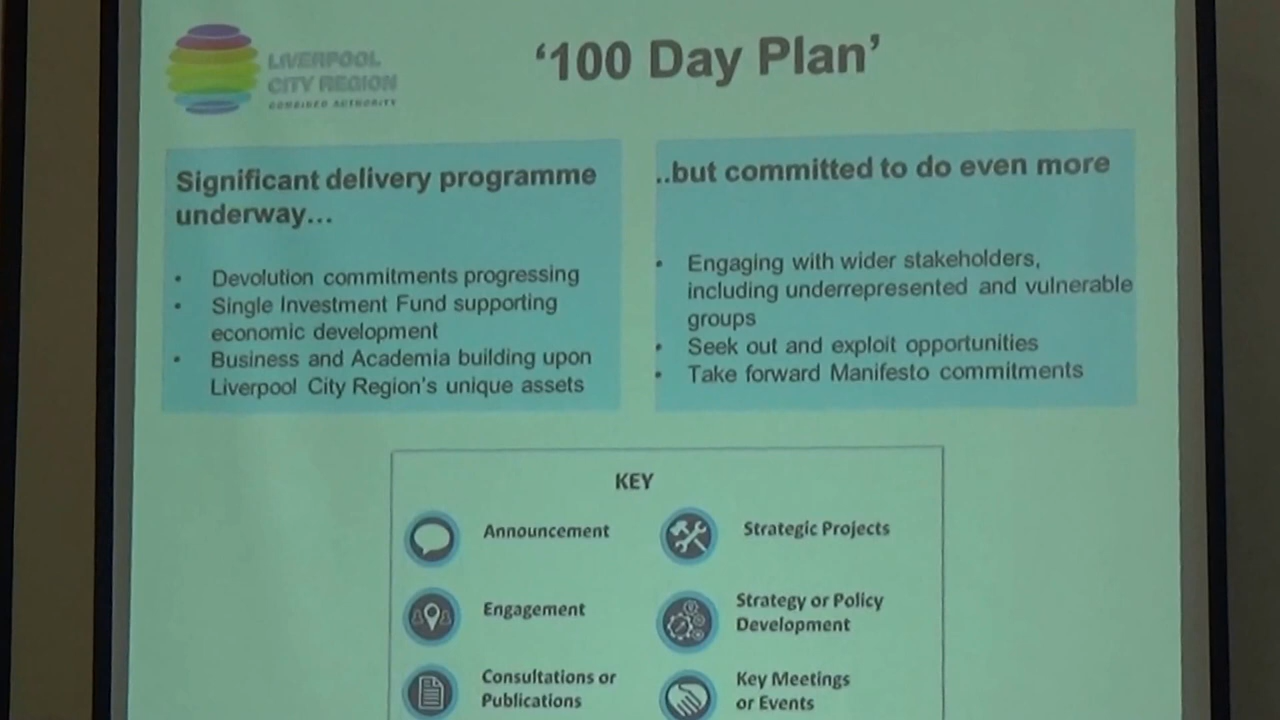 LIVERPOOL
CITY REGION
COMBINED AUTHORITY
‘100 Day Plan’
Significant delivery programme
underway...
• Devolution commitments progressing
• Single Investment Fund supporting
economic development
• Business and Academia building upon
Liverpool City Region's unique assets
..but committed to do even more
• Engaging with wider stakeholders,
including underrepresented and vulnerable
groups
• Seek out and exploit opportunities
• Take forward Manifesto commitments
KEY
Announcement
Strategic Projects
Engagement
Strategy or Policy
Development
Consultations or
Publications
Key Meetings
or Events